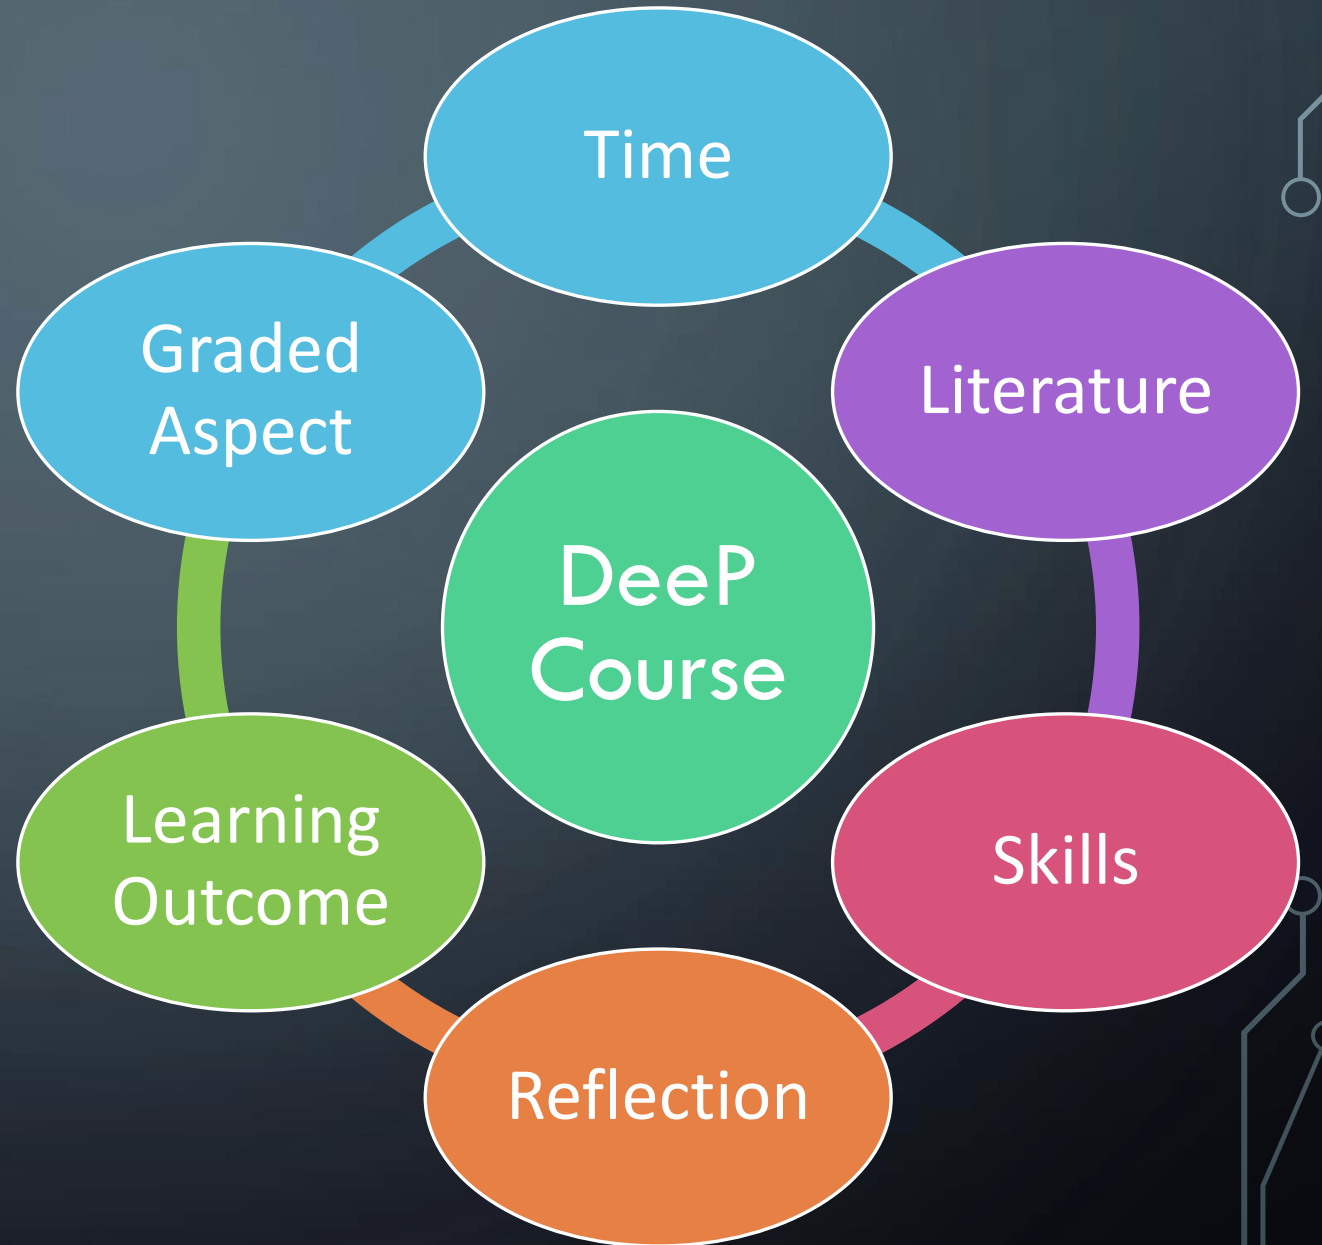 Time
Literature
Skills
Reflection
Learning
Outcome
Graded
Aspect
DeeP
Course